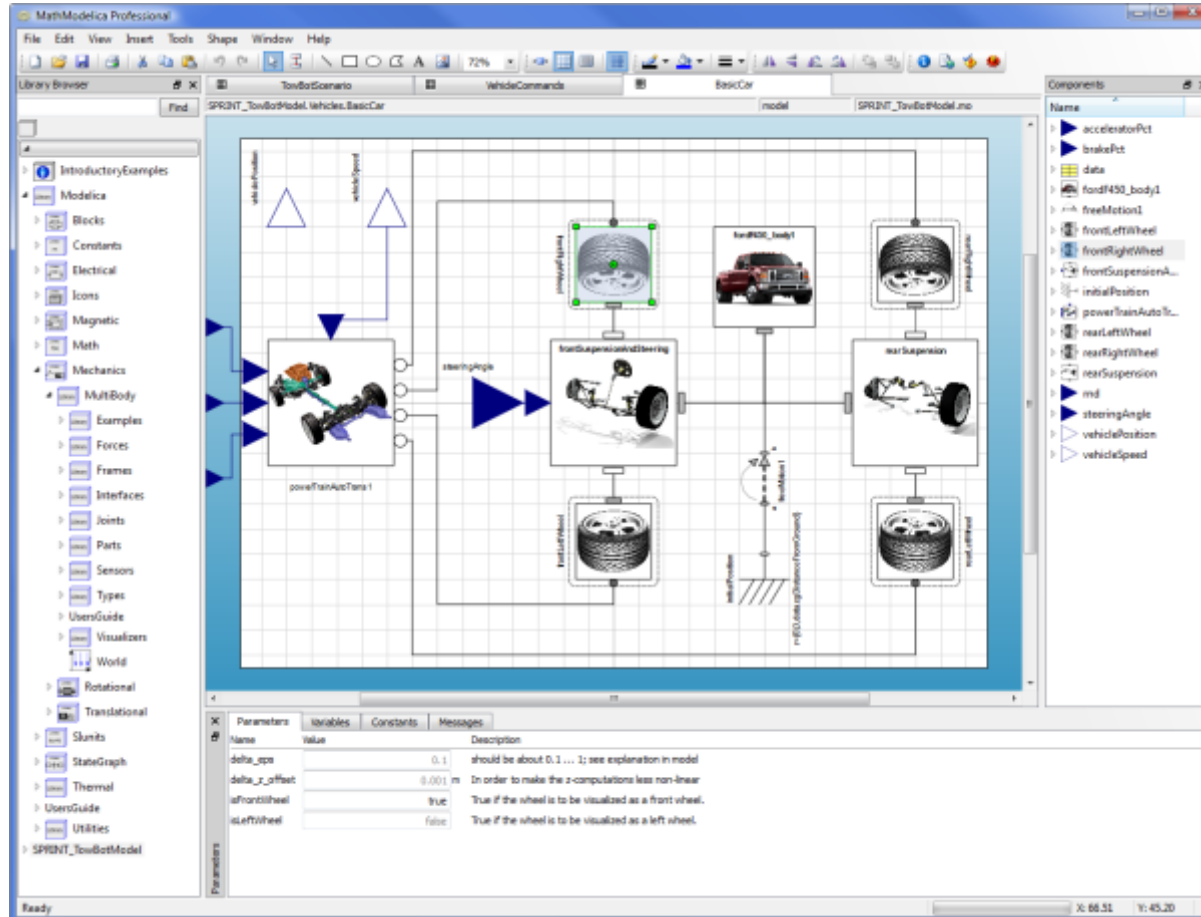 MathModelica Professional
File Edit View Insert Tools Shape Window Help
A 72%
Library Browser
Find
TowBotScenario
VehicleCommands
BasicCar
SPRINT_TowBotModel.Vehicles.BasicCar
model
SPRINT_TowBotModel.mo
IntroductoryExamples
Modelica
Blocks
Constants
Electrical
Icons
Magnetic
Math
Mechanics
MultiBody
Examples
Forces
Frames
Interfaces
Joints
Parts
Sensors
Types
UsersGuide
Visualizers
World
Rotational
Translational
SIunits
StateGraph
Thermal
UsersGuide
Utilities
SPRINT_TowBotModel
vehiclePosition
vehicleSpeed
frontRightWheel
fordF450_body1
rearRightWheel
steeringAngle
frontSuspensionAndSteering
rearSuspension
powerTrainAutoTrans1
freeMotion1
frontLeftWheel
rearLeftWheel
initialPosition
Components
Name
acceleratorPct
brakePct
data
fordF450_body1
freeMotion1
frontLeftWheel
frontRightWheel
frontSuspensionA...
initialPosition
powerTrainAutoTr...
rearLeftWheel
rearRightWheel
rearSuspension
rnd
steeringAngle
vehiclePosition
vehicleSpeed
Parameters Variables Constants Messages
Name Value Description
delta_eps 0.1 should be about 0.1 ... 1; see explanation in model
delta_z_offset 0.001 m In order to make the z-computations less non-linear
isFrontWheel true True if the wheel is to be visualized as a front wheel.
isLeftWheel false True if the wheel is to be visualized as a left wheel.
Parameters
Ready
X: 66.51 Y: 45.20